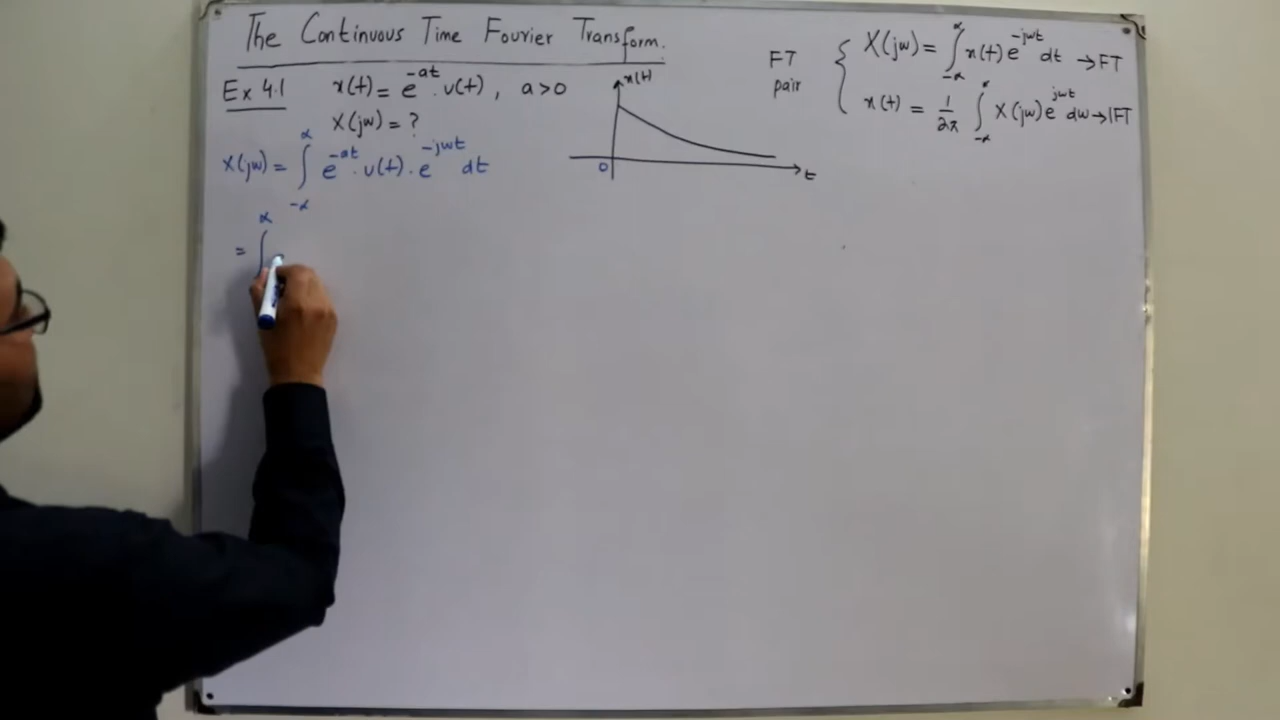 The Continuous Time Fourier Transform.
Ex 4.1 x(t) = e^{-at}.u(t), a>0
X(jw) = ?
X(jw) = ∫_{-∞}^{∞} e^{-at}.u(t).e^{-jwt} dt
= ∫^{∞}
x(t)
0
t
FT
pair
X(jw) = ∫_{-∞}^{∞} x(t) e^{-jwt} dt → FT
x(t) = 1/2π ∫_{-∞}^{∞} X(jw) e^{jwt} dw → IFT